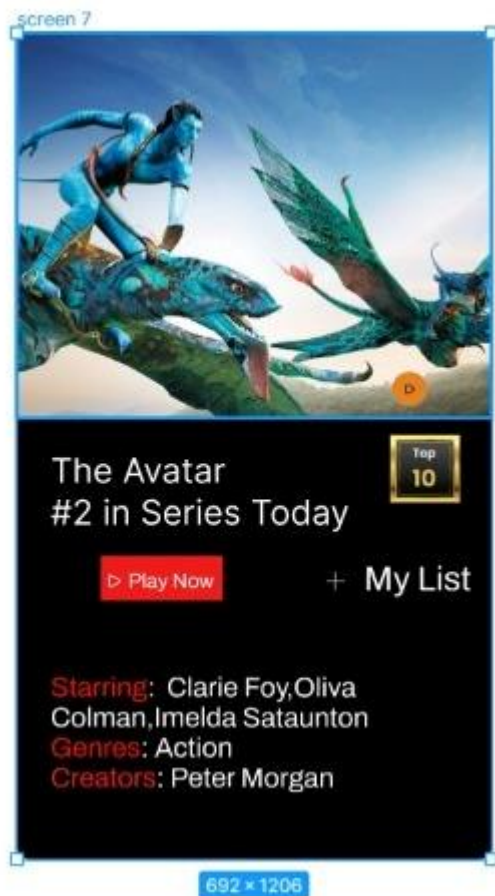 screen 7
The Avatar
Top
10
#2 in Series Today
Play Now
+ My List
Starring: Clarie Foy,Oliva
Colman,Imelda Sataunton
Genres: Action
Creators: Peter Morgan
692 × 1206